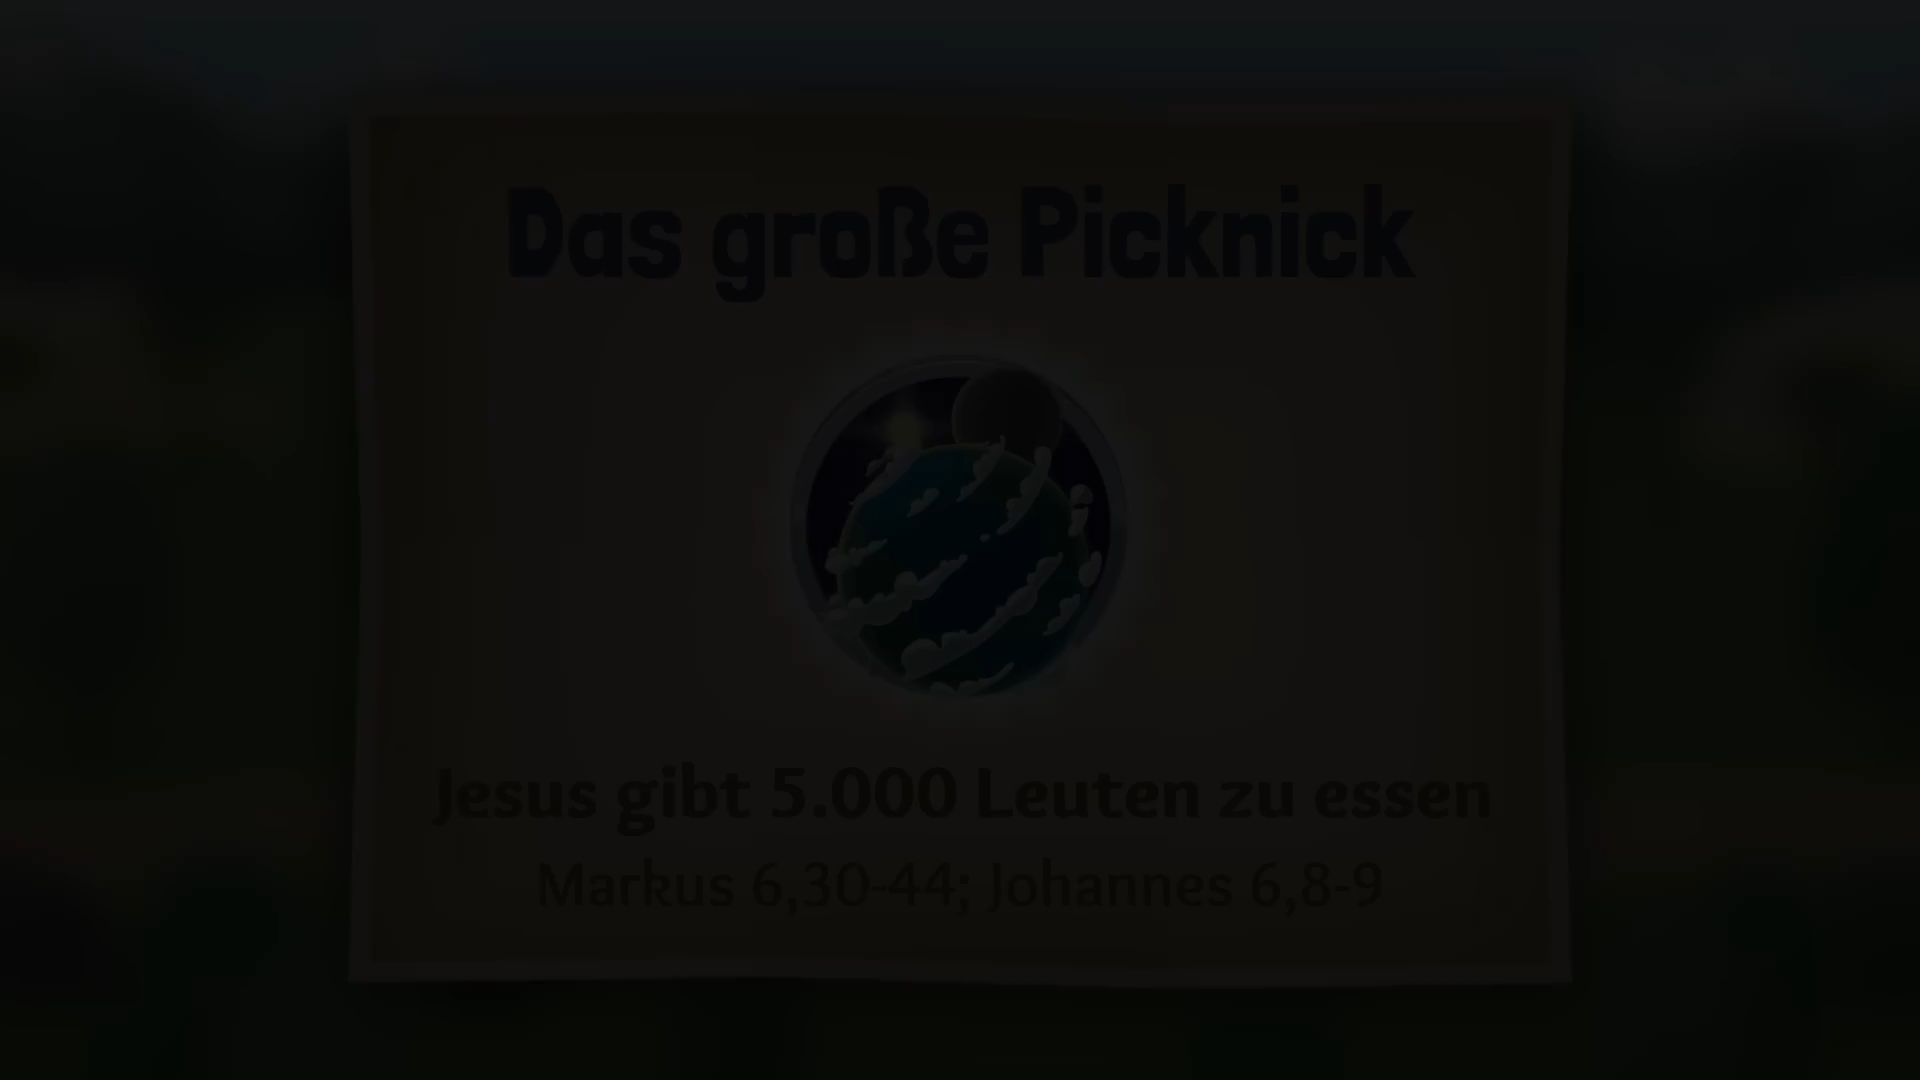 Das große Picknick
Jesus gibt 5.000 Leuten zu essen
Markus 6,30-44; Johannes 6,8-9